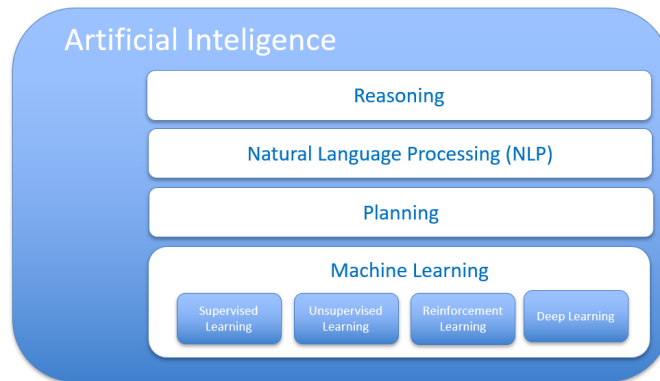 Artificial Inteligence
Reasoning
Natural Language Processing (NLP)
Planning
Machine Learning
Supervised
Learning
Unsupervised
Learning
Reinforcement
Learning
Deep Learning